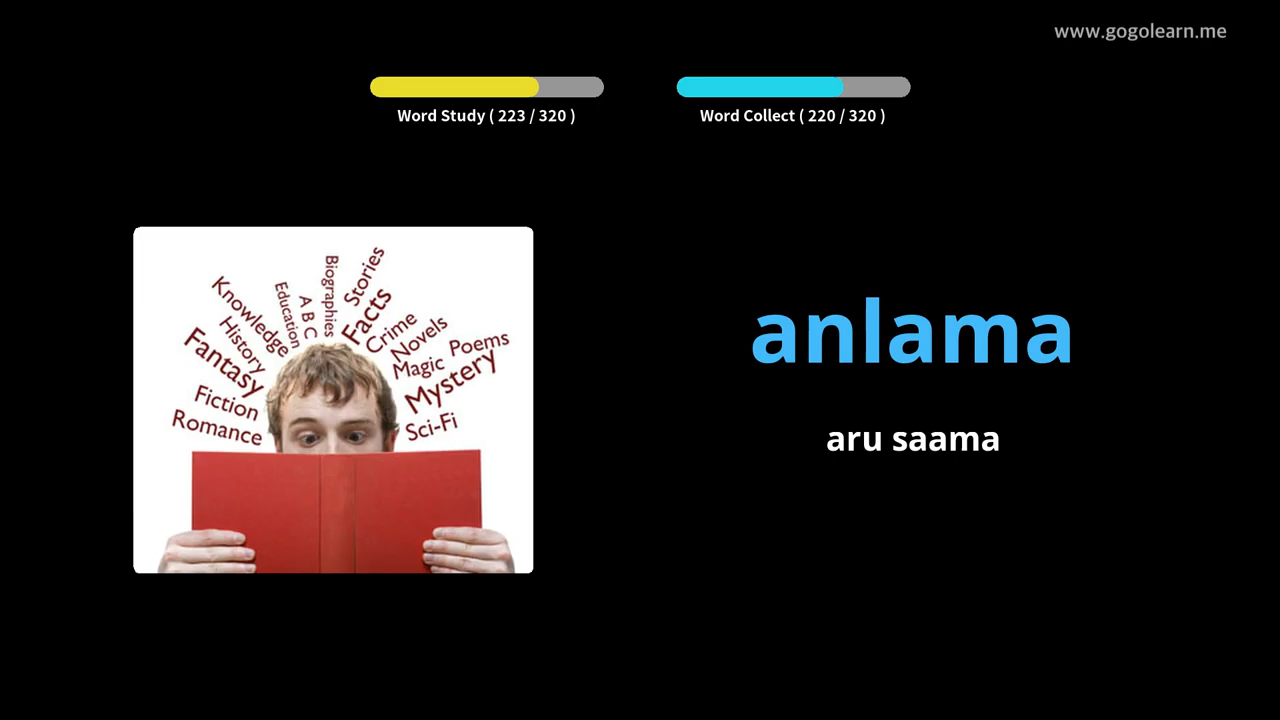 www.gogolearn.me
Word Study ( 223 / 320 )
Word Collect ( 220 / 320 )
Stories
Biographies
Facts
A B C
Education
Knowledge
History
Fantasy
Fiction
Romance
Crime
Novels
Poems
Magic
Mystery
Sci-Fi
anlama
aru saama